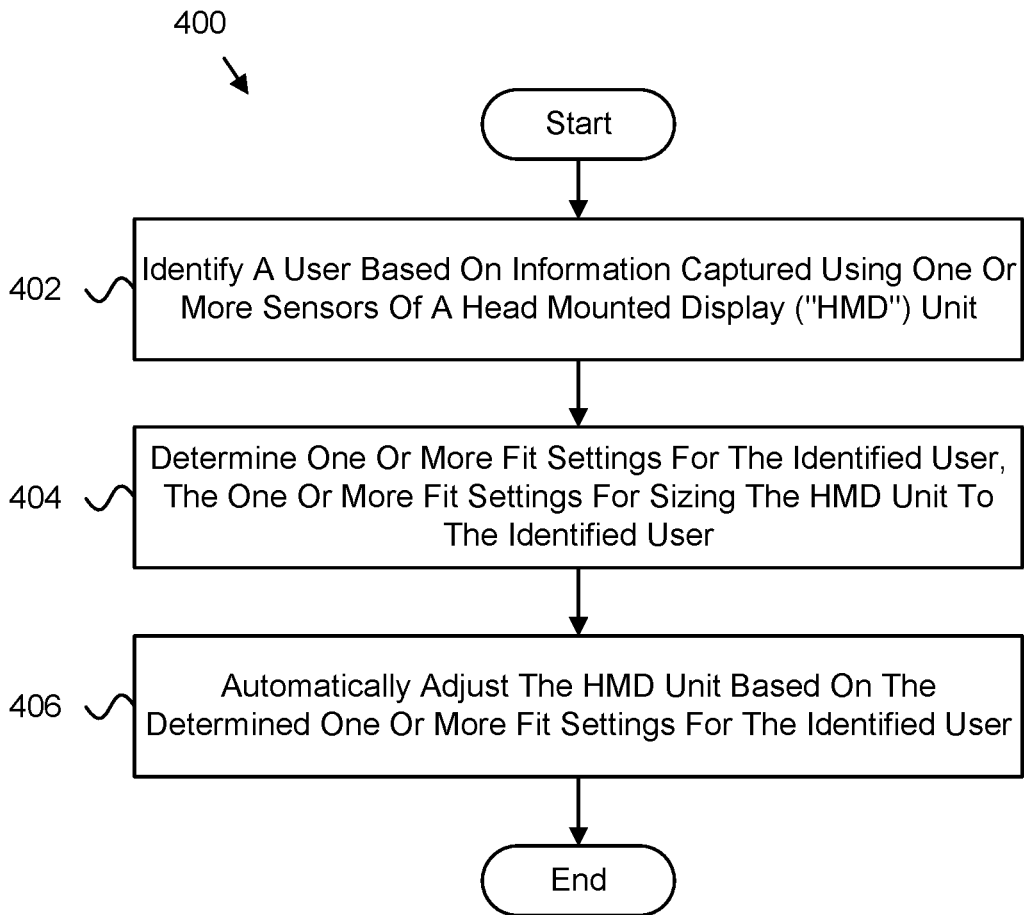 400
Start
402
Identify A User Based On Information Captured Using One Or
More Sensors Of A Head Mounted Display ("HMD") Unit
404
Determine One Or More Fit Settings For The Identified User,
The One Or More Fit Settings For Sizing The HMD Unit To
The Identified User
406
Automatically Adjust The HMD Unit Based On The
Determined One Or More Fit Settings For The Identified User
End